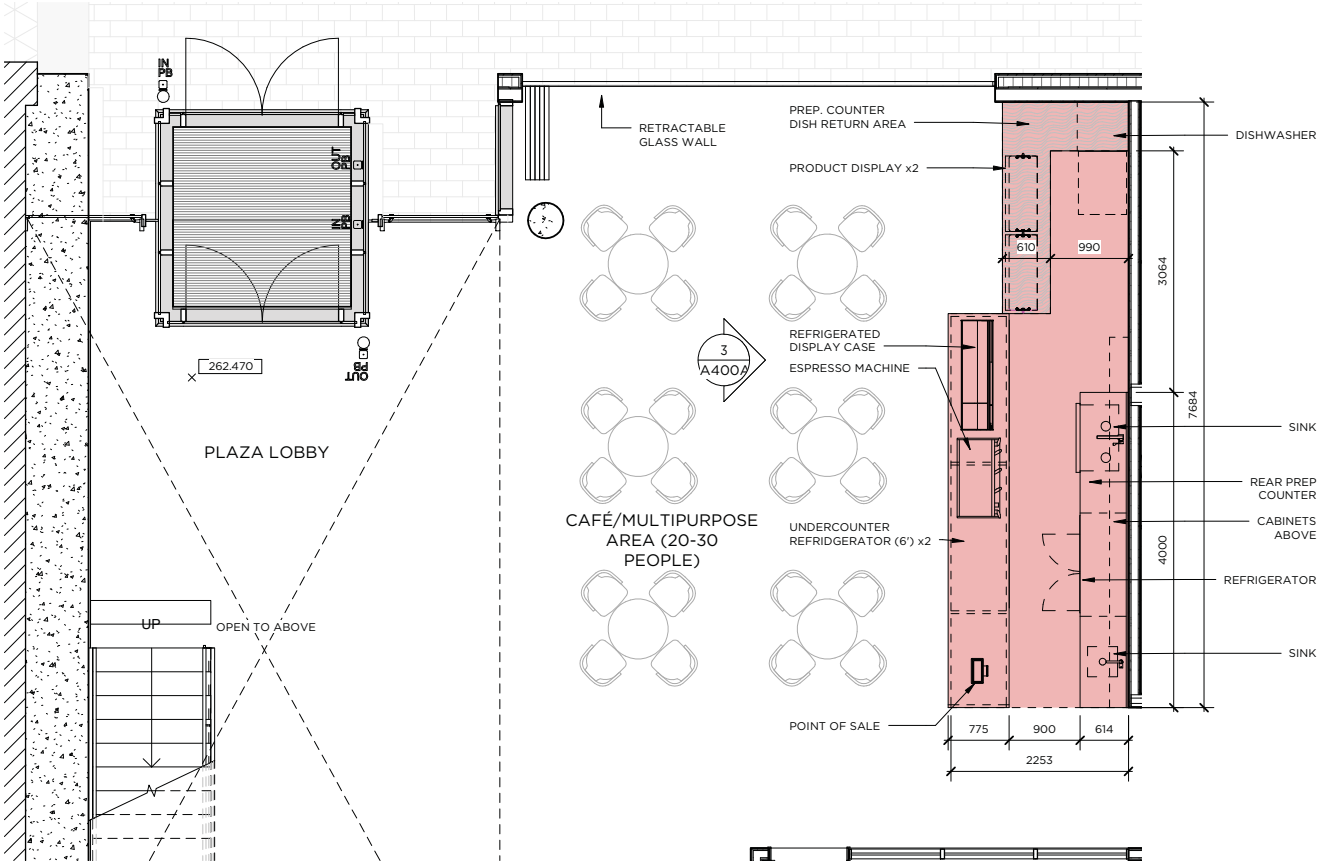 IN
PB
RETRACTABLE
GLASS WALL
PREP. COUNTER
DISH RETURN AREA
DISHWASHER
OUT
PB
PRODUCT DISPLAY x2
IN
PB
610
990
3064
3
A400A
REFRIGERATED
DISPLAY CASE
ESPRESSO MACHINE
262.470
OUT
PB
7684
SINK
PLAZA LOBBY
REAR PREP
COUNTER
CAFÉ/MULTIPURPOSE
AREA (20-30
PEOPLE)
UNDERCOUNTER
REFRIDGERATOR (6') x2
CABINETS
ABOVE
4000
REFRIGERATOR
UP
OPEN TO ABOVE
SINK
POINT OF SALE
775
900
614
2253